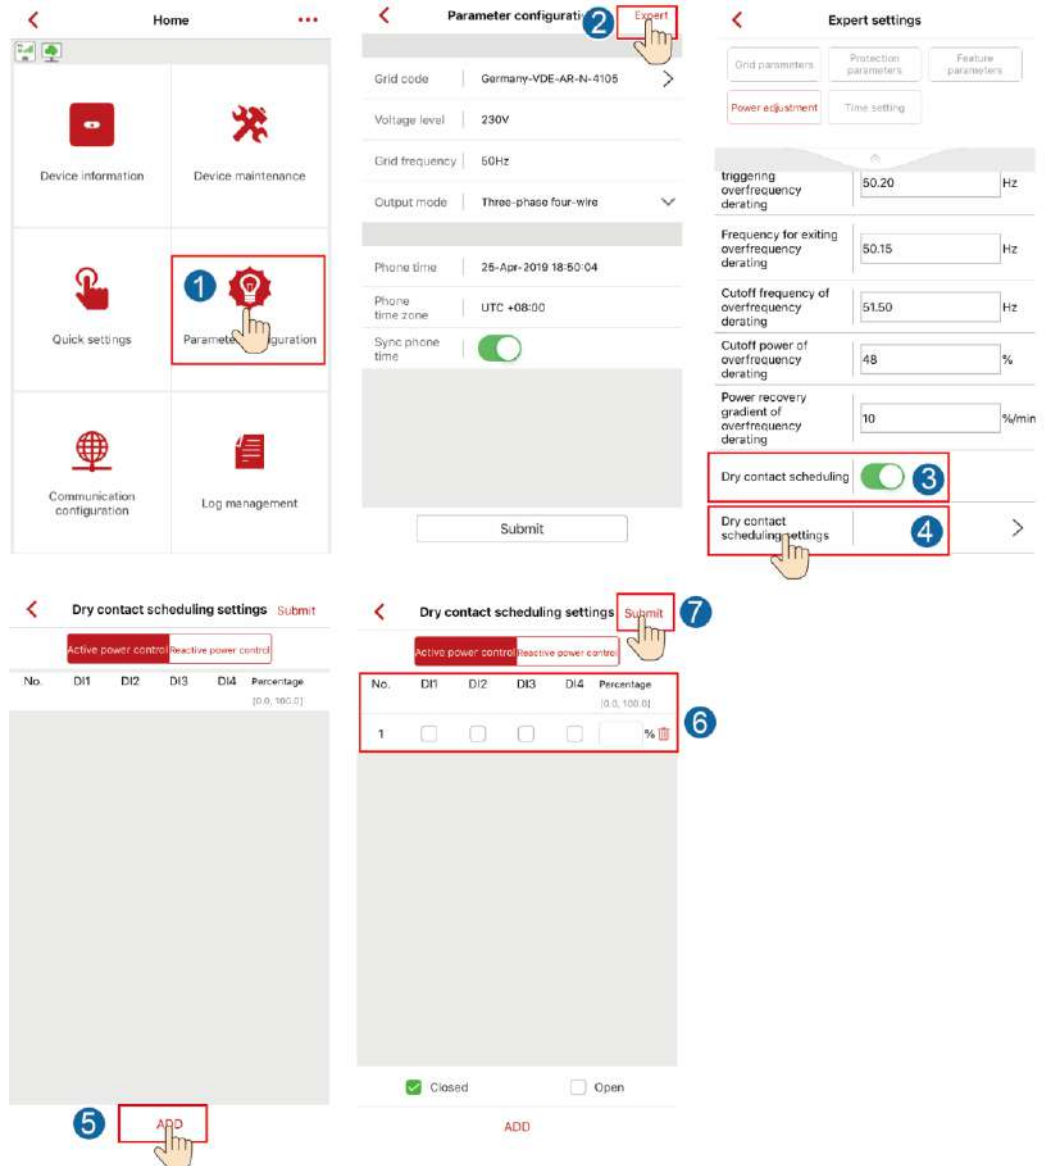 Home
Device information
Device maintenance
1
Quick settings
Communication
configuration
Log management
2
Expert
Grid code
Germany-VDE-AR-N-4105
Voltage level
230V
Grid frequency
50Hz
Output mode
Three-phase four-wire
Phone time
25-Apr-2019 18:50:04
Phone
time zone
UTC +08:00
Sync phone
time
Submit
Expert settings
Grid parameters
Protection
parameters
Feature
parameters
Power adjustment
Time setting
triggering
overfrequency
derating
50.20
Hz
Frequency for exiting
overfrequency
derating
50.15
Hz
Cutoff frequency of
overfrequency
derating
51.50
Hz
Cutoff power of
overfrequency
derating
48
%
Power recovery
gradient of
overfrequency
derating
10
%/min
Dry contact scheduling
3
Dry contact
scheduling settings
4
Dry contact scheduling settings
Submit
Active power control
Reactive power control
No.
DI1
DI2
DI3
DI4
Percentage
[0.0, 100.0]
5
ADD
Dry contact scheduling settings
Submit
7
Active power control
Reactive power control
No.
DI1
DI2
DI3
DI4
Percentage
[0.0, 100.0]
1
%
6
Closed
Open
ADD